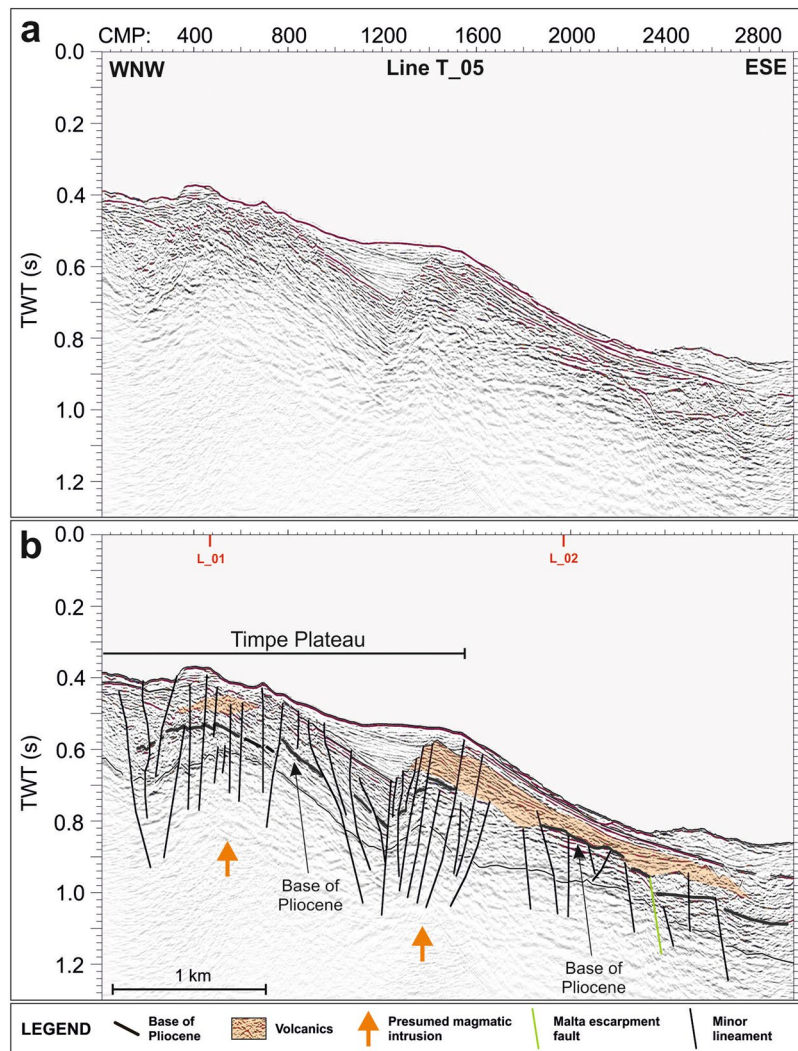 a
CMP: 400 800 1200 1600 2000 2400 2800
WNW Line T_05 ESE
0.0
0.2
0.4
0.6
0.8
1.0
1.2
TWT (s)
b
0.0
0.2
0.4
0.6
0.8
1.0
1.2
TWT (s)
L_01 L_02
Timpe Plateau
Base of
Pliocene
Base of
Pliocene
1 km
LEGEND
Base of
Pliocene
Volcanics
Presumed magmatic
intrusion
Malta escarpment
fault
Minor
lineament